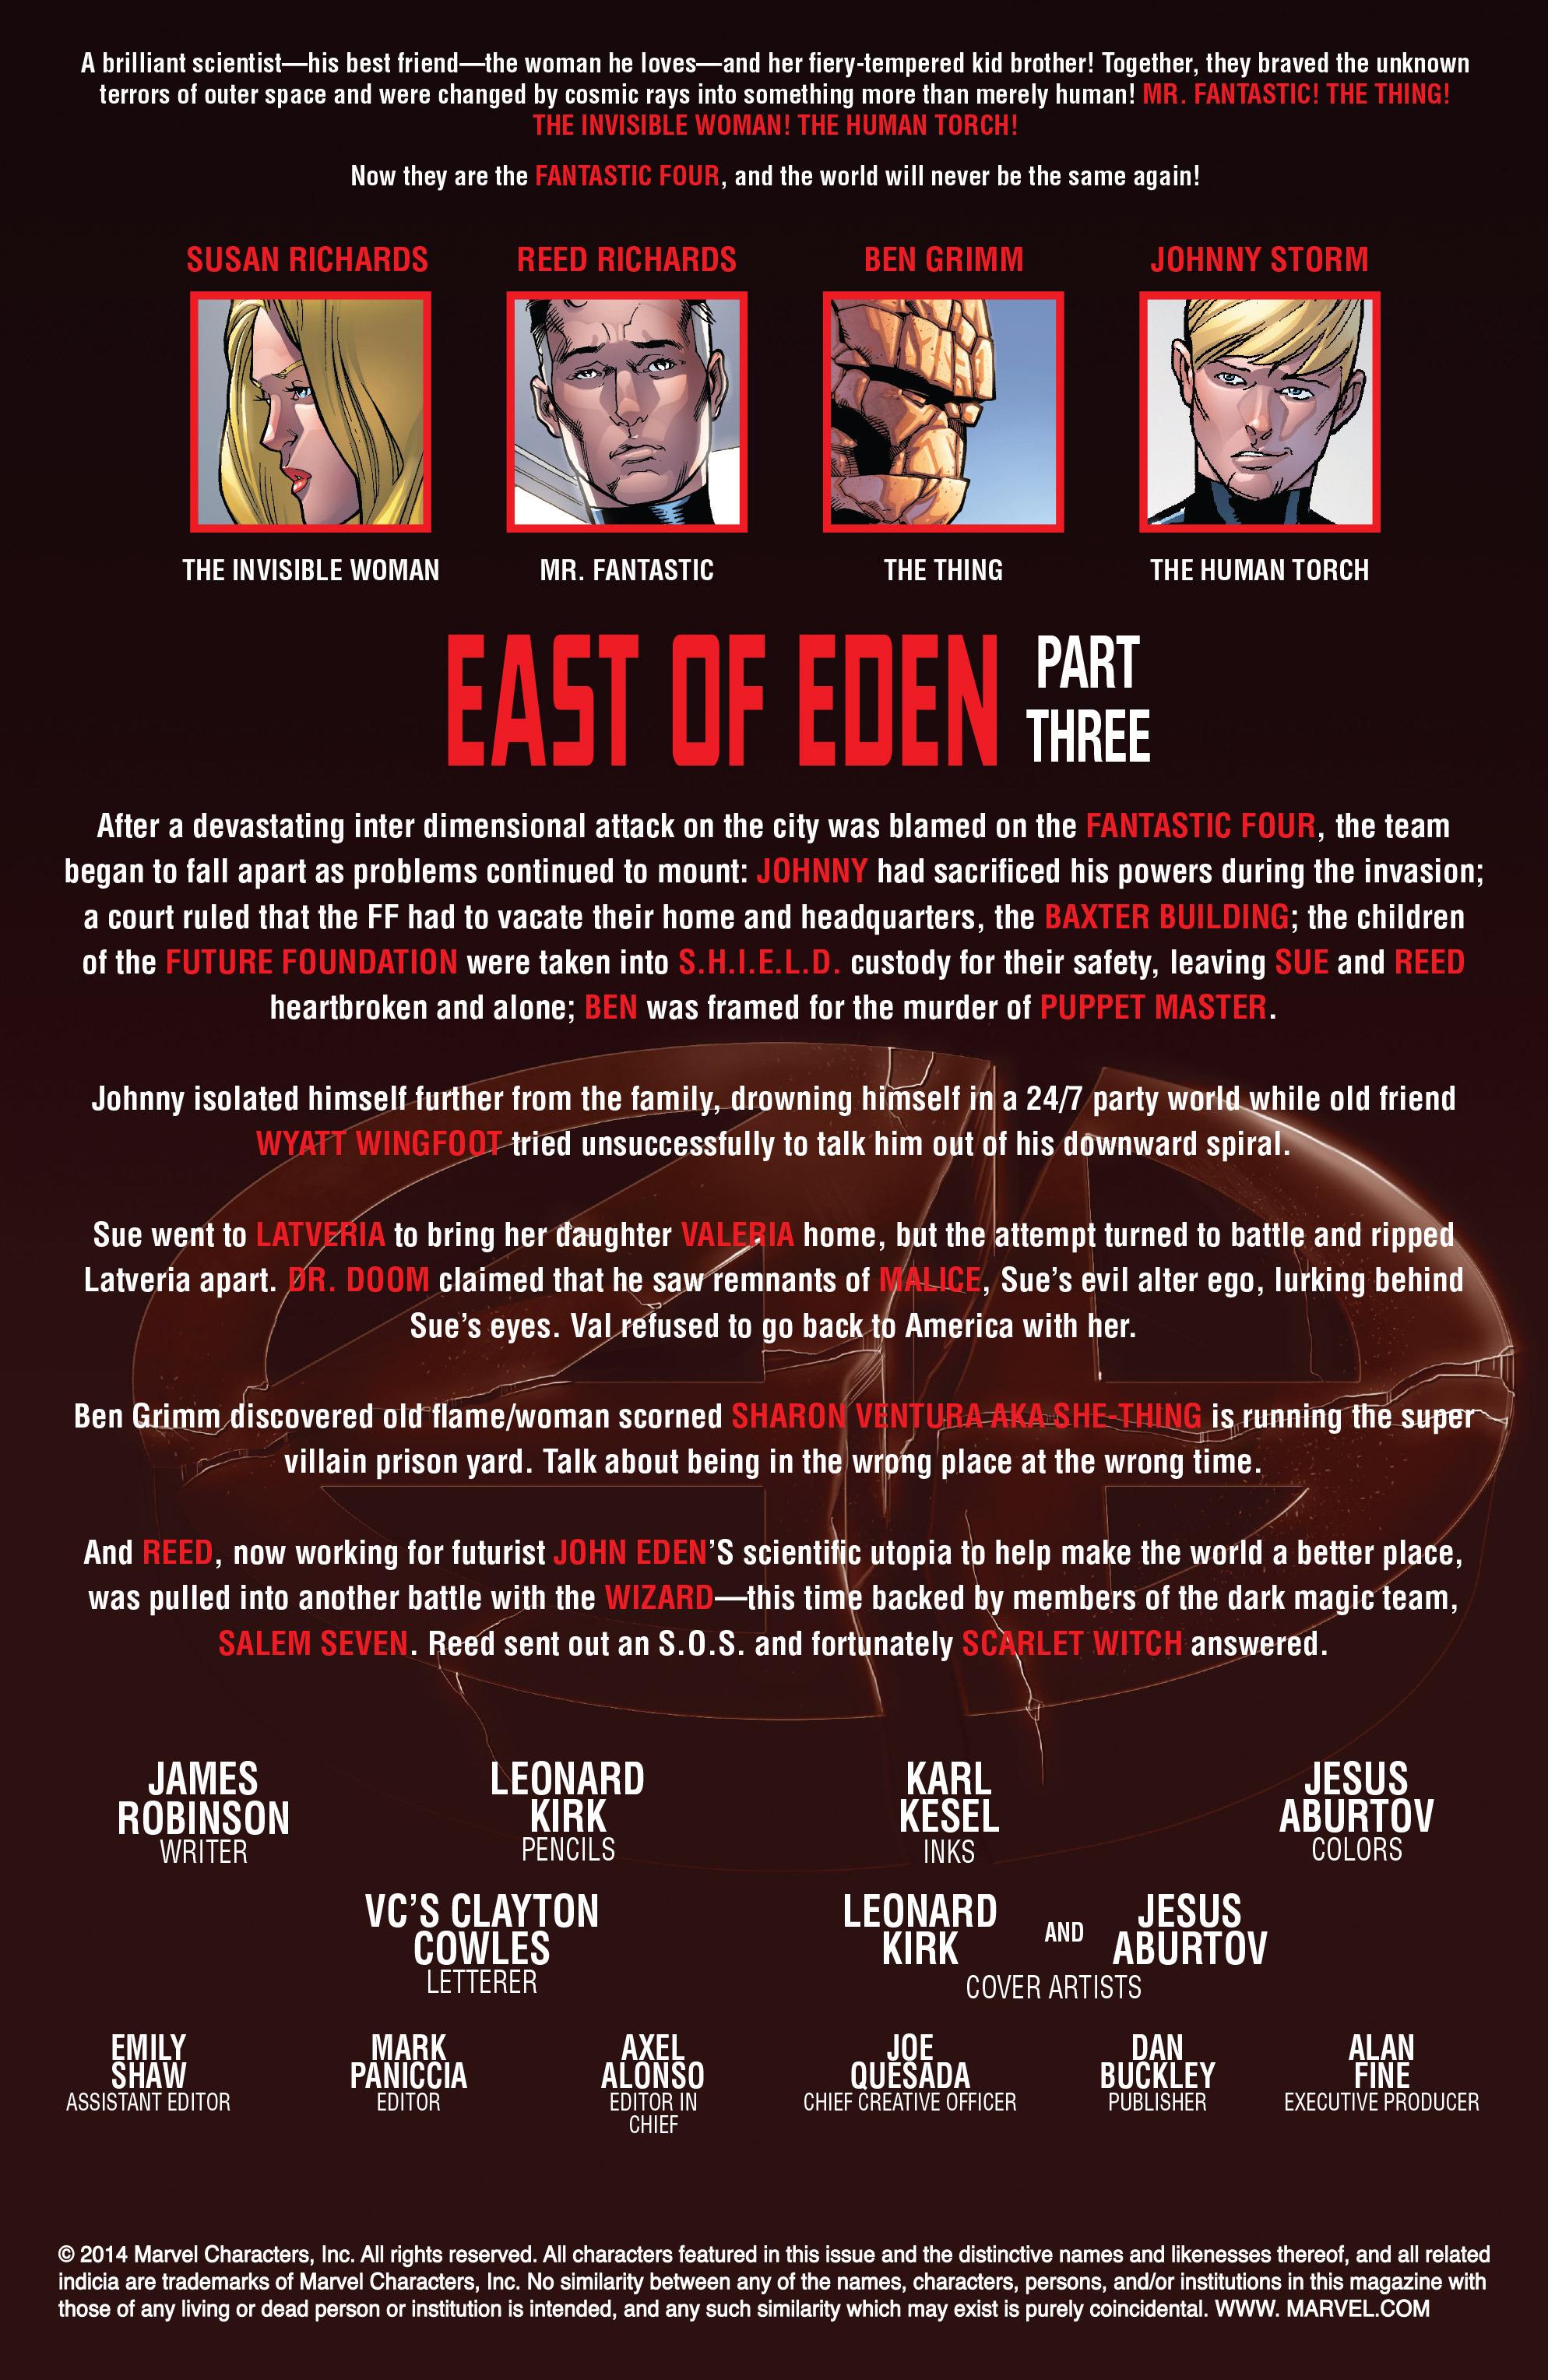 A brilliant scientist—his best friend—the woman he loves—and her fiery-tempered kid brother! Together, they braved the unknown
terrors of outer space and were changed by cosmic rays into something more than merely human! MR. FANTASTIC! THE THING!
THE INVISIBLE WOMAN! THE HUMAN TORCH!
Now they are the FANTASTIC FOUR, and the world will never be the same again!
SUSAN RICHARDS
REED RICHARDS
BEN GRIMM
JOHNNY STORM
THE INVISIBLE WOMAN
MR. FANTASTIC
THE THING
THE HUMAN TORCH
EAST OF EDEN
PART
THREE
After a devastating inter dimensional attack on the city was blamed on the FANTASTIC FOUR, the team
began to fall apart as problems continued to mount: JOHNNY had sacrificed his powers during the invasion;
a court ruled that the FF had to vacate their home and headquarters, the BAXTER BUILDING; the children
of the FUTURE FOUNDATION were taken into S.H.I.E.L.D. custody for their safety, leaving SUE and REED
heartbroken and alone; BEN was framed for the murder of PUPPET MASTER.
Johnny isolated himself further from the family, drowning himself in a 24/7 party world while old friend
WYATT WINGFOOT tried unsuccessfully to talk him out of his downward spiral.
Sue went to LATVERIA to bring her daughter VALERIA home, but the attempt turned to battle and ripped
Latveria apart. DR. DOOM claimed that he saw remnants of MALICE, Sue's evil alter ego, lurking behind
Sue's eyes. Val refused to go back to America with her.
Ben Grimm discovered old flame/woman scorned SHARON VENTURA AKA SHE-THING is running the super
villain prison yard. Talk about being in the wrong place at the wrong time.
And REED, now working for futurist JOHN EDEN'S scientific utopia to help make the world a better place,
was pulled into another battle with the WIZARD—this time backed by members of the dark magic team,
SALEM SEVEN. Reed sent out an S.O.S. and fortunately SCARLET WITCH answered.
JAMES
ROBINSON
WRITER
LEONARD
KIRK
PENCILS
KARL
KESEL
INKS
JESUS
ABURTOV
COLORS
VC'S CLAYTON
COWLES
LETTERER
LEONARD
KIRK
AND
JESUS
ABURTOV
COVER ARTISTS
EMILY
SHAW
ASSISTANT EDITOR
MARK
PANICCIA
EDITOR
AXEL
ALONSO
EDITOR IN
CHIEF
JOE
QUESADA
CHIEF CREATIVE OFFICER
DAN
BUCKLEY
PUBLISHER
ALAN
FINE
EXECUTIVE PRODUCER
© 2014 Marvel Characters, Inc. All rights reserved. All characters featured in this issue and the distinctive names and likenesses thereof, and all related
indicia are trademarks of Marvel Characters, Inc. No similarity between any of the names, characters, persons, and/or institutions in this magazine with
those of any living or dead person or institution is intended, and any such similarity which may exist is purely coincidental. WWW. MARVEL.COM